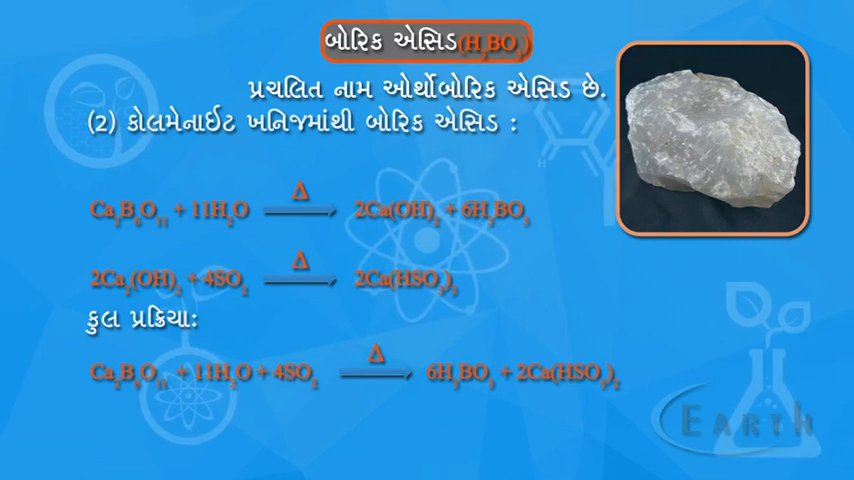 બોરિક એસિડ(H₃BO₃)
પ્રચલિત નામ ઓર્થોબોરિક એસિડ છે.
(2) કોલમેનાઈટ ખનિજમાંથી બોરિક એસિડ :
Δ
Ca₂B₆O₁₁ + 11H₂O → 2Ca(OH)₂ + 6H₃BO₃
Δ
2Ca₂(OH)₂ + 4SO₂ → 2Ca(HSO₃)₂
કુલ પ્રક્રિયા:
Δ
Ca₂B₆O₁₁ + 11H₂O + 4SO₂ → 6H₃BO₃ + 2Ca(HSO₃)₂
EARTH